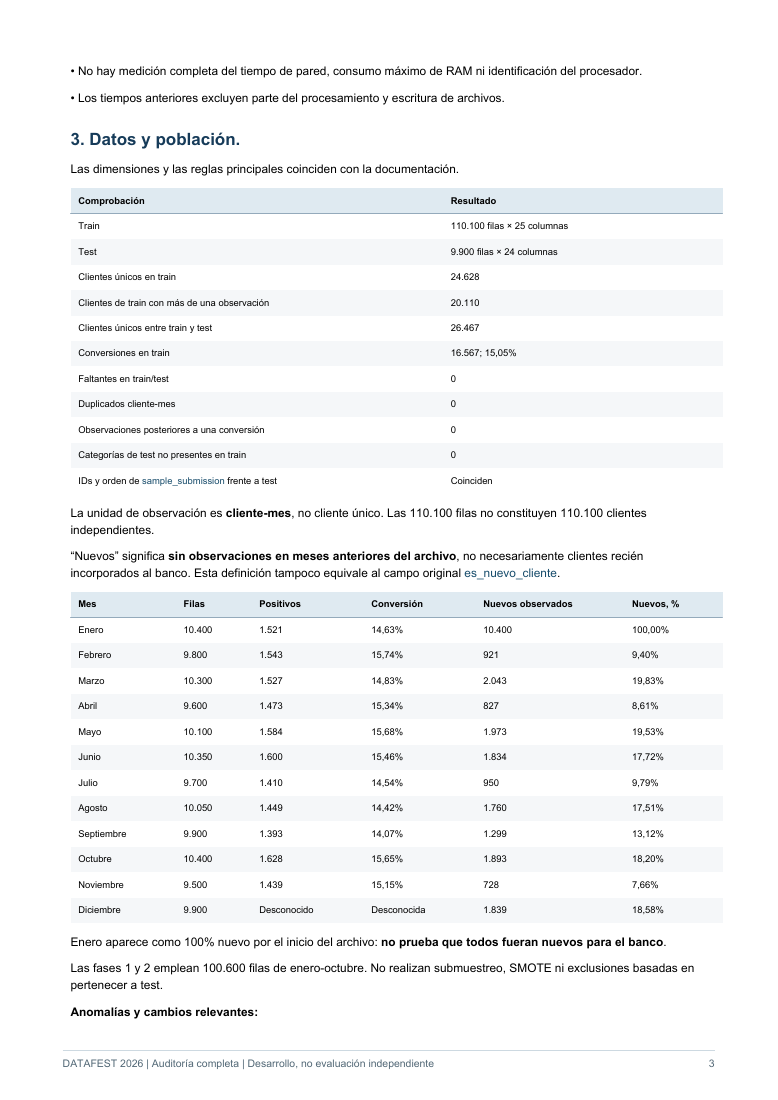 • No hay medición completa del tiempo de pared, consumo máximo de RAM ni identificación del procesador.
• Los tiempos anteriores excluyen parte del procesamiento y escritura de archivos.
3. Datos y población.
Las dimensiones y las reglas principales coinciden con la documentación.
Comprobación Resultado
Train 110.100 filas × 25 columnas
Test 9.900 filas × 24 columnas
Clientes únicos en train 24.628
Clientes de train con más de una observación 20.110
Clientes únicos entre train y test 26.467
Conversiones en train 16.567; 15,05%
Faltantes en train/test 0
Duplicados cliente-mes 0
Observaciones posteriores a una conversión 0
Categorías de test no presentes en train 0
IDs y orden de sample_submission frente a test Coinciden
La unidad de observación es cliente-mes, no cliente único. Las 110.100 filas no constituyen 110.100 clientes
independientes.
“Nuevos” significa sin observaciones en meses anteriores del archivo, no necesariamente clientes recién
incorporados al banco. Esta definición tampoco equivale al campo original es_nuevo_cliente.
Mes Filas Positivos Conversión Nuevos observados Nuevos, %
Enero 10.400 1.521 14,63% 10.400 100,00%
Febrero 9.800 1.543 15,74% 921 9,40%
Marzo 10.300 1.527 14,83% 2.043 19,83%
Abril 9.600 1.473 15,34% 827 8,61%
Mayo 10.100 1.584 15,68% 1.973 19,53%
Junio 10.350 1.600 15,46% 1.834 17,72%
Julio 9.700 1.410 14,54% 950 9,79%
Agosto 10.050 1.449 14,42% 1.760 17,51%
Septiembre 9.900 1.393 14,07% 1.299 13,12%
Octubre 10.400 1.628 15,65% 1.893 18,20%
Noviembre 9.500 1.439 15,15% 728 7,66%
Diciembre 9.900 Desconocido Desconocida 1.839 18,58%
Enero aparece como 100% nuevo por el inicio del archivo: no prueba que todos fueran nuevos para el banco.
Las fases 1 y 2 emplean 100.600 filas de enero-octubre. No realizan submuestreo, SMOTE ni exclusiones basadas en
pertenecer a test.
Anomalías y cambios relevantes:
DATAFEST 2026 | Auditoría completa | Desarrollo, no evaluación independiente 3